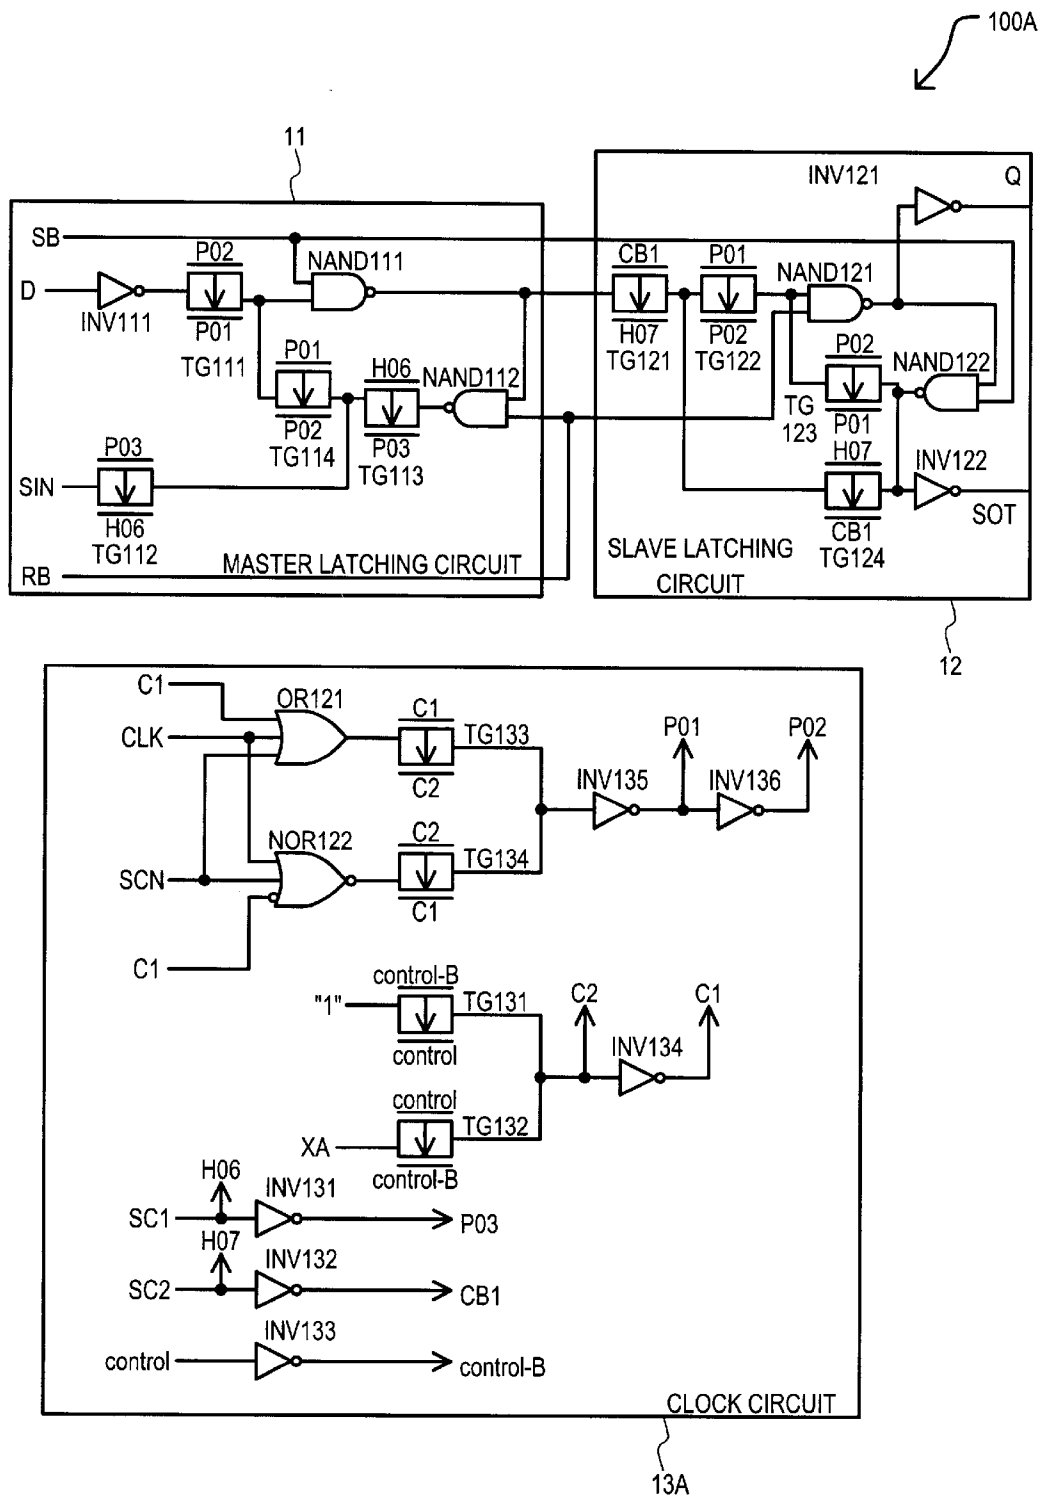 100A
11
INV121
Q
SB
P02
NAND111
CB1
P01
NAND121
D
INV111
P01
TG111
H07
TG121
P02
TG122
P01
H06
NAND112
P02
NAND122
P02
TG114
P03
TG113
TG
123
P01
P03
H07
INV122
SIN
SOT
H06
TG112
CB1
TG124
RB
MASTER LATCHING CIRCUIT
SLAVE LATCHING
CIRCUIT
12
C1
OR121
C1
TG133
P01
P02
CLK
C2
INV135
INV136
NOR122
C2
TG134
SCN
C1
C1
control-B
"1"
TG131
C2
C1
control
INV134
control
TG132
XA
control-B
H06
INV131
SC1
P03
H07
INV132
SC2
CB1
INV133
control
control-B
CLOCK CIRCUIT
13A